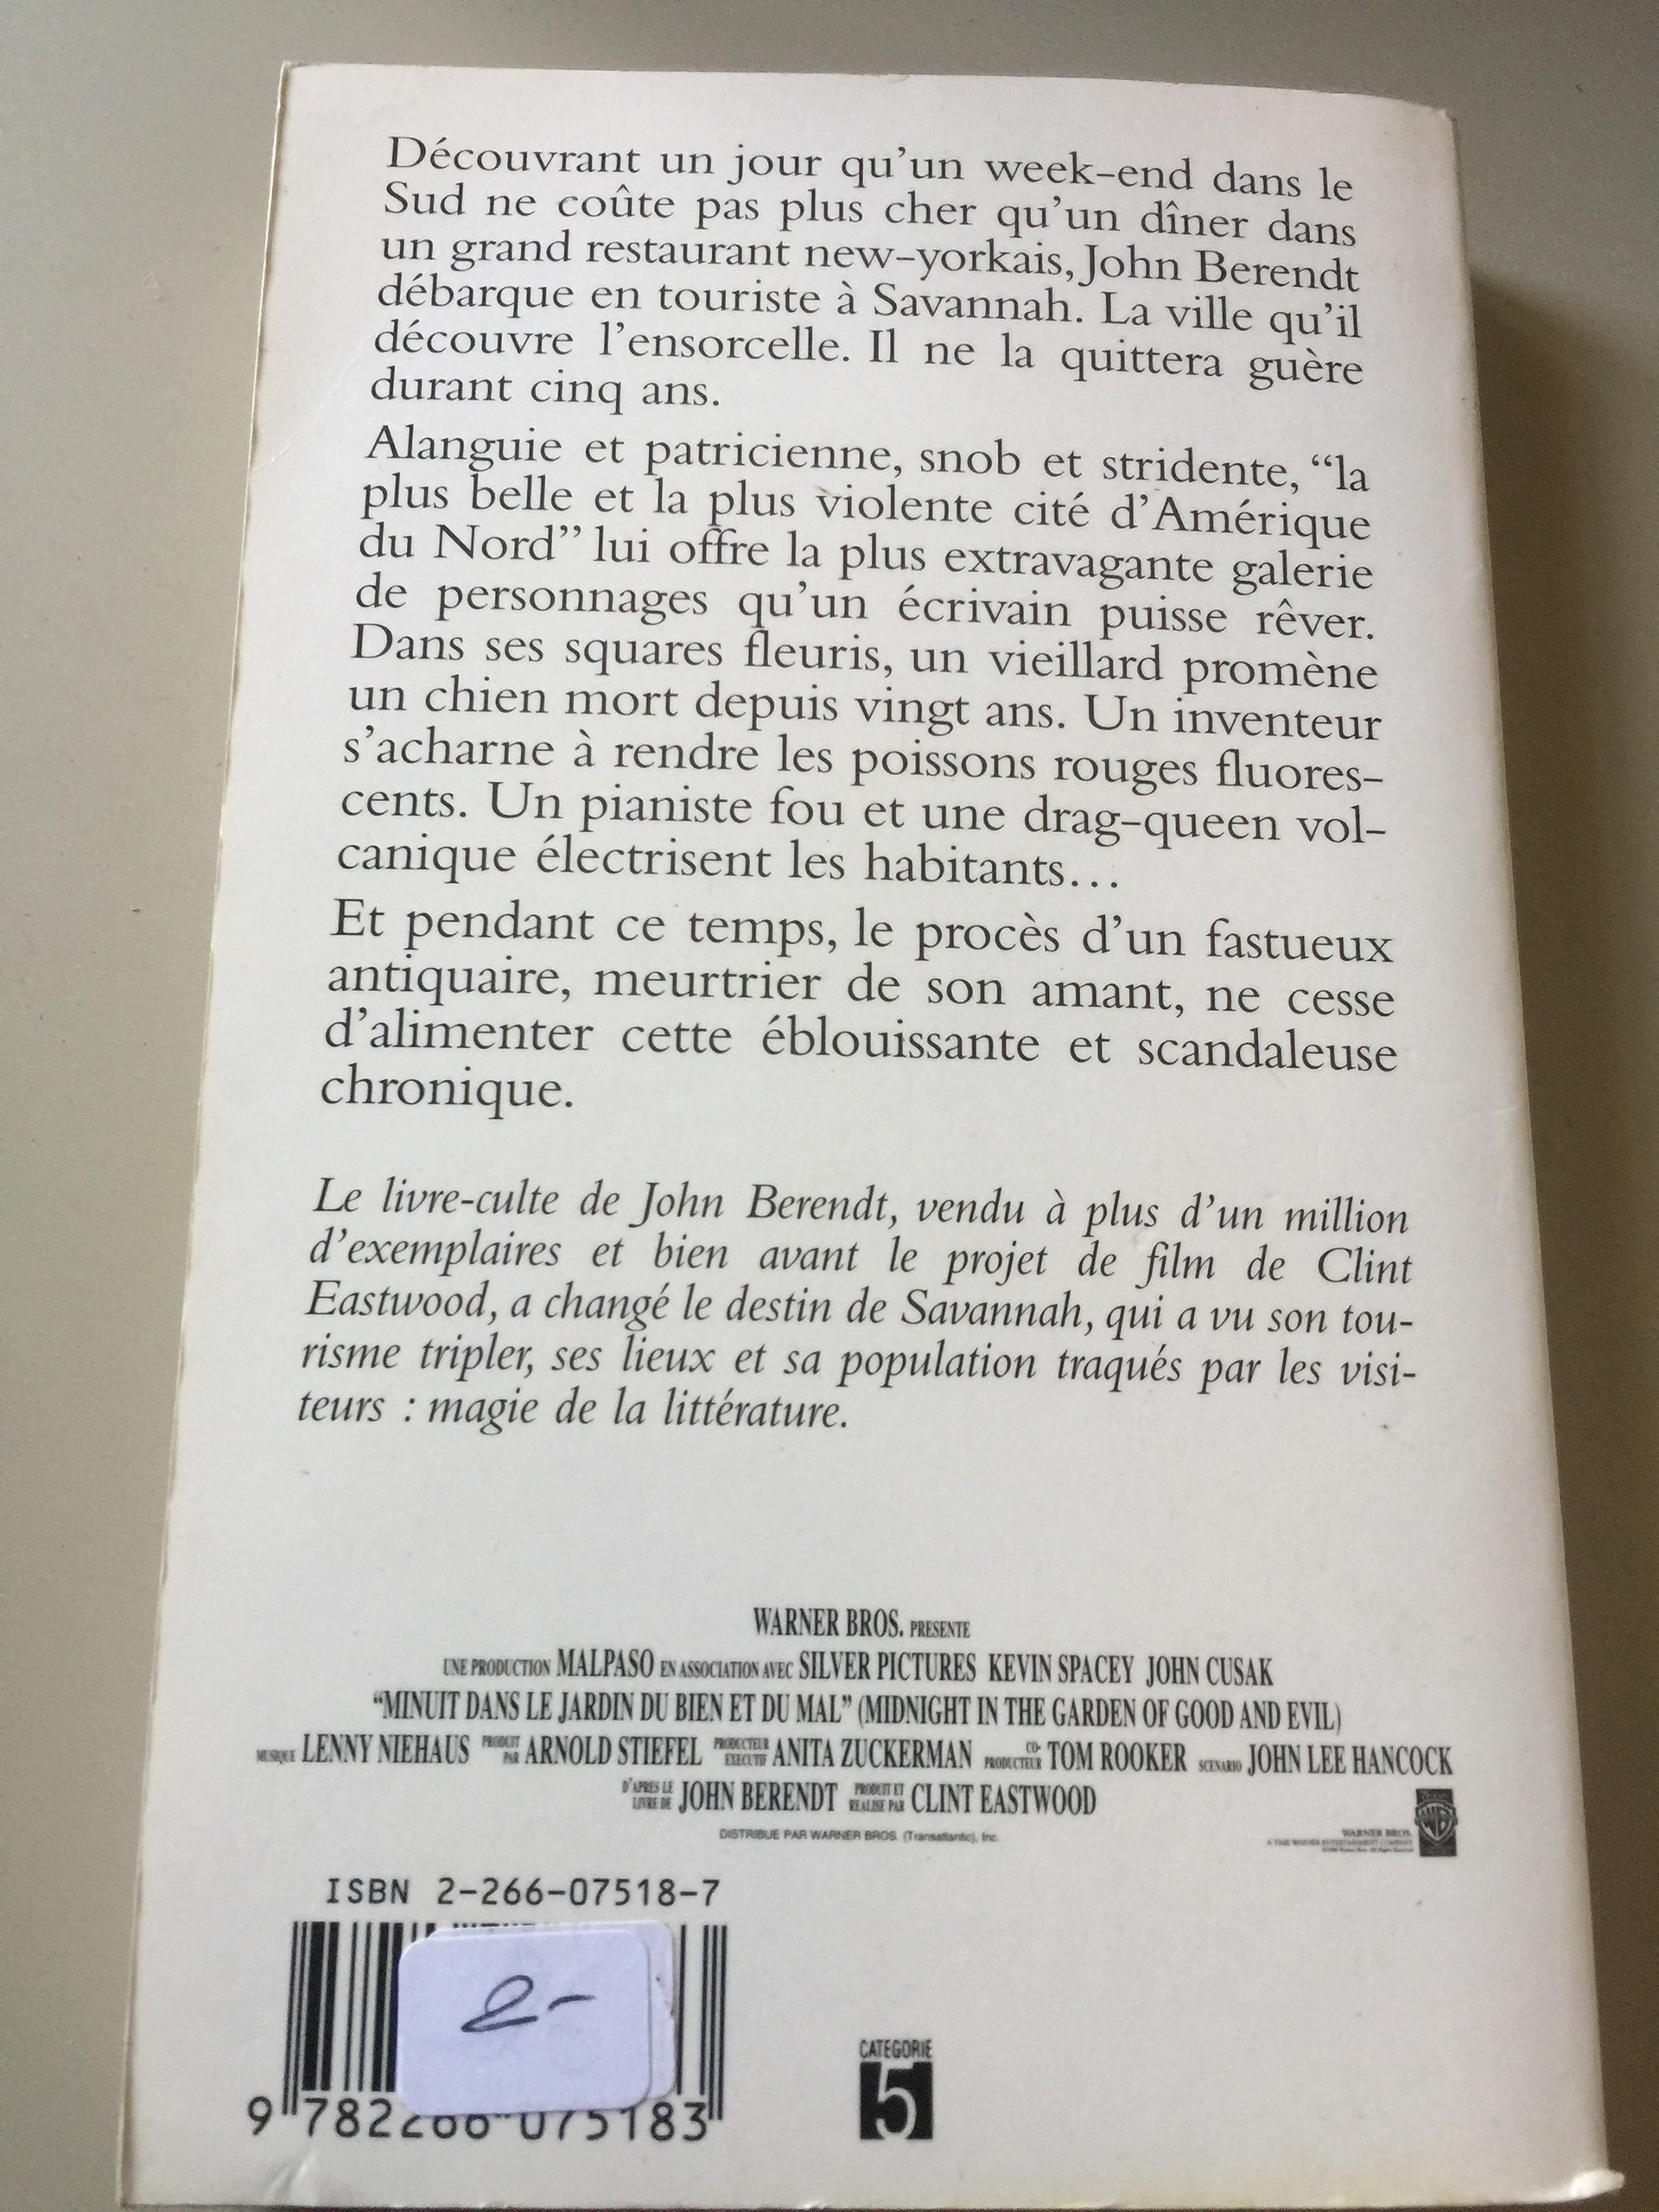 Découvrant un jour qu'un week-end dans le
Sud ne coûte pas plus cher qu'un dîner dans
un grand restaurant new-yorkais, John Berendt
débarque en touriste à Savannah. La ville qu'il
découvre l'ensorcelle. Il ne la quittera guère
durant cinq ans.
Alanguie et patricienne, snob et stridente, “la
plus belle et la plus violente cité d'Amérique
du Nord” lui offre la plus extravagante galerie
de personnages qu'un écrivain puisse rêver.
Dans ses squares fleuris, un vieillard promène
un chien mort depuis vingt ans. Un inventeur
s'acharne à rendre les poissons rouges fluores-
cents. Un pianiste fou et une drag-queen vol-
canique électrisent les habitants...
Et pendant ce temps, le procès d'un fastueux
antiquaire, meurtrier de son amant, ne cesse
d'alimenter cette éblouissante et scandaleuse
chronique.
Le livre-culte de John Berendt, vendu à plus d'un million
d'exemplaires et bien avant le projet de film de Clint
Eastwood, a changé le destin de Savannah, qui a vu son tou-
risme tripler, ses lieux et sa population traqués par les visi-
teurs : magie de la littérature.
WARNER BROS. PRESENTE
UNE PRODUCTION MALPASO EN ASSOCIATION AVEC SILVER PICTURES KEVIN SPACEY JOHN CUSAK
“MINUIT DANS LE JARDIN DU BIEN ET DU MAL” (MIDNIGHT IN THE GARDEN OF GOOD AND EVIL)
MUSIQUE LENNY NIEHAUS PRODUIT PAR ARNOLD STIEFEL PRODUCTEUR EXECUTIF ANITA ZUCKERMAN CO-PRODUCTEUR TOM ROOKER SCENARIO JOHN LEE HANCOCK
D'APRES LE LIVRE DE JOHN BERENDT PRODUIT ET REALISE PAR CLINT EASTWOOD
DISTRIBUE PAR WARNER BROS. (Transatlantic), Inc.
WARNER BROS.
A TIME WARNER ENTERTAINMENT COMPANY
WB
ISBN 2-266-07518-7
2-
9 782266 075183
CATEGORIE
5